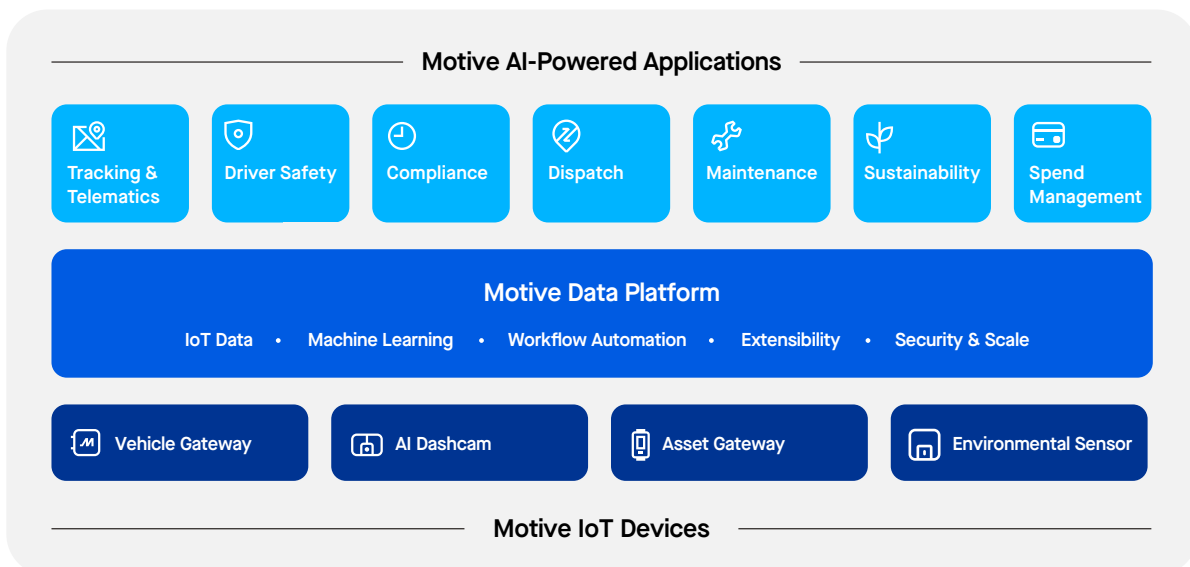 Motive AI-Powered Applications
Tracking &
Telematics
Driver Safety
Compliance
Dispatch
Maintenance
Sustainability
Spend
Management
Motive Data Platform
IoT Data • Machine Learning • Workflow Automation • Extensibility • Security & Scale
Vehicle Gateway
AI Dashcam
Asset Gateway
Environmental Sensor
Motive IoT Devices